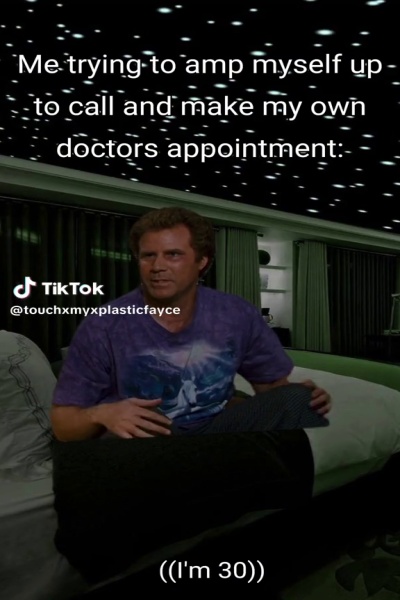 Me trying to amp myself up
to call and make my own
doctors appointment:
TikTok
@touchxmyxplasticfayce
((I'm 30))